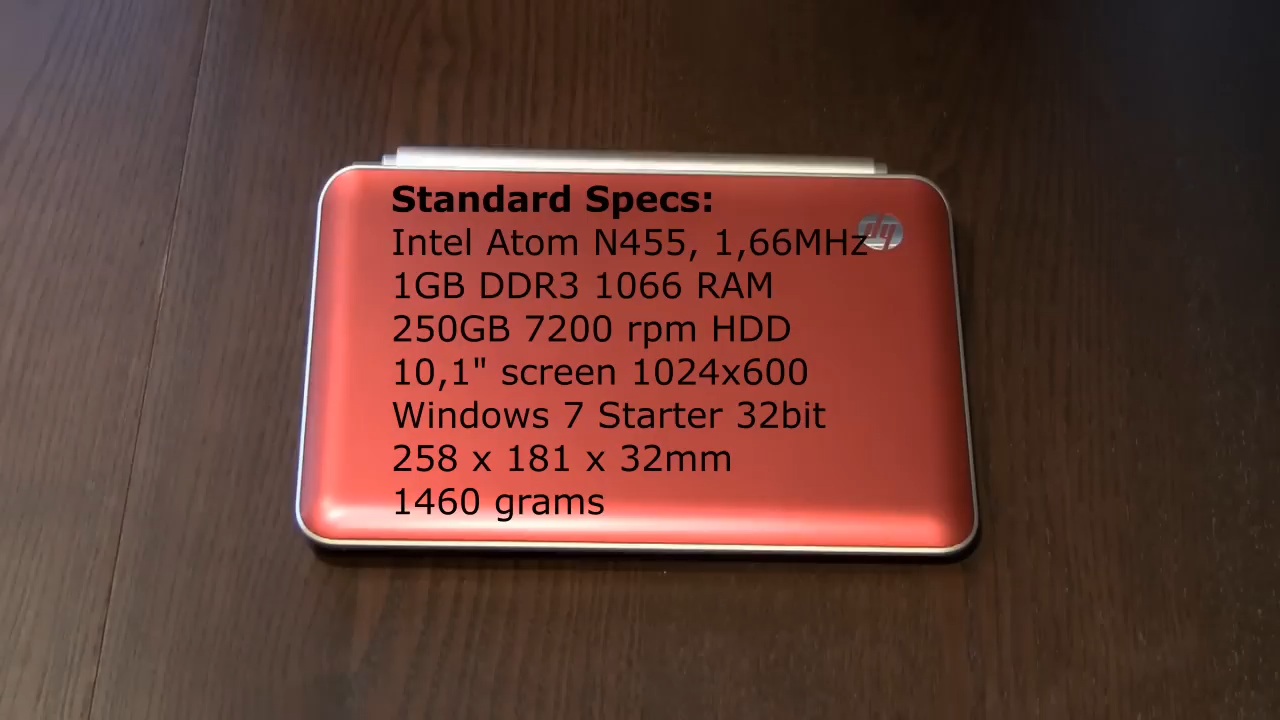 Standard Specs:
Intel Atom N455, 1,66MHz
hp
1GB DDR3 1066 RAM
250GB 7200 rpm HDD
10,1" screen 1024x600
Windows 7 Starter 32bit
258 x 181 x 32mm
1460 grams